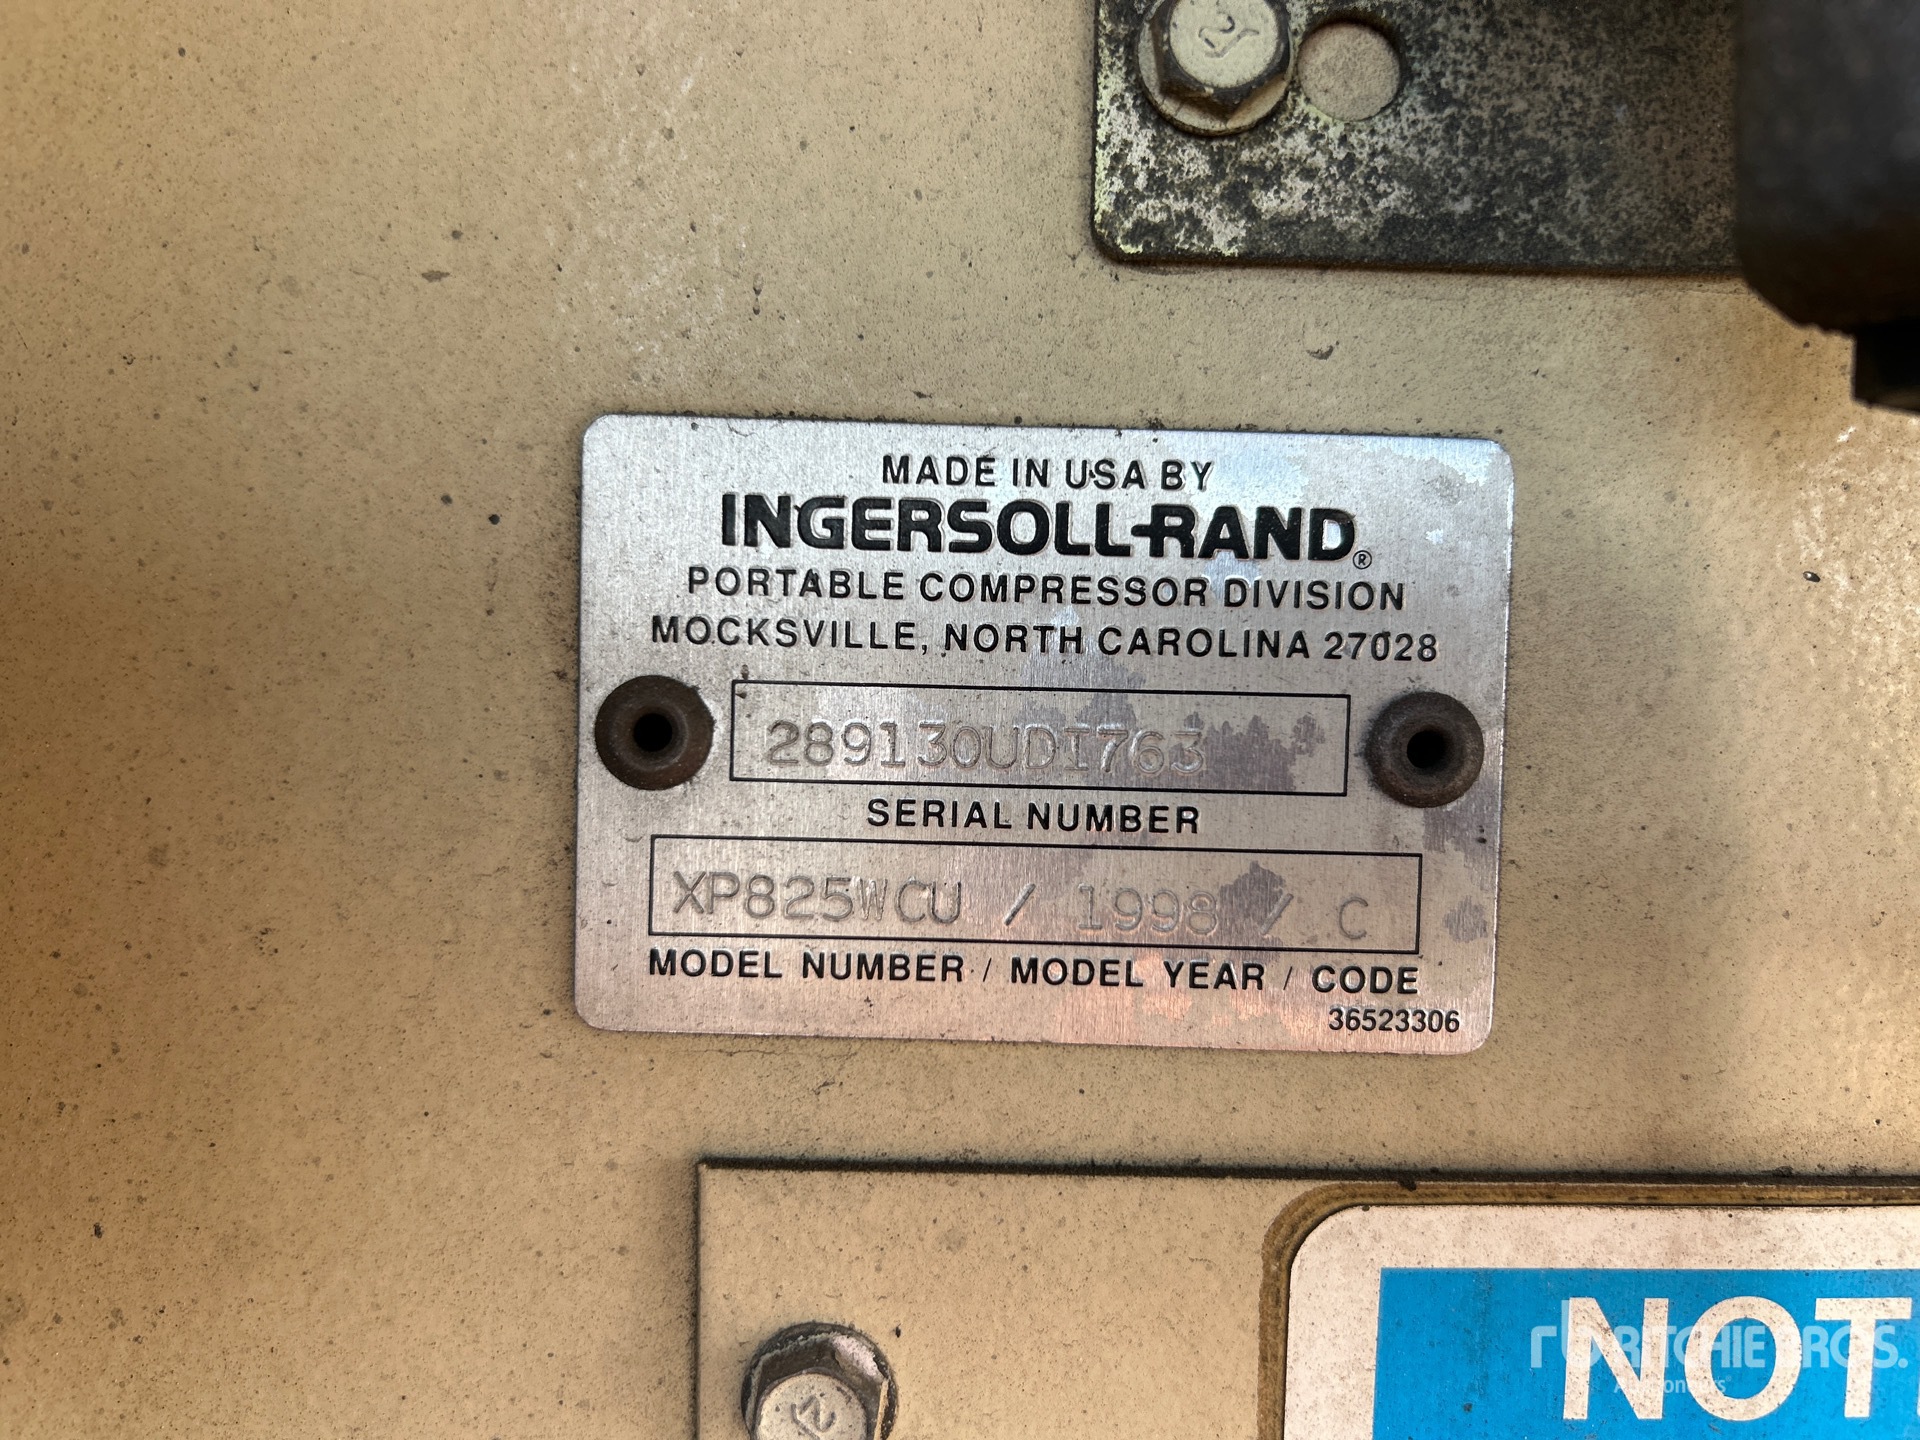 MADE IN USA BY
INGERSOLL-RAND®
PORTABLE COMPRESSOR DIVISION
MOCKSVILLE, NORTH CAROLINA 27028
289130UDI763
SERIAL NUMBER
XP825WCU / 1998 / C
MODEL NUMBER / MODEL YEAR / CODE
36523306
NOT
RITCHIE BROS.
Auctioneers